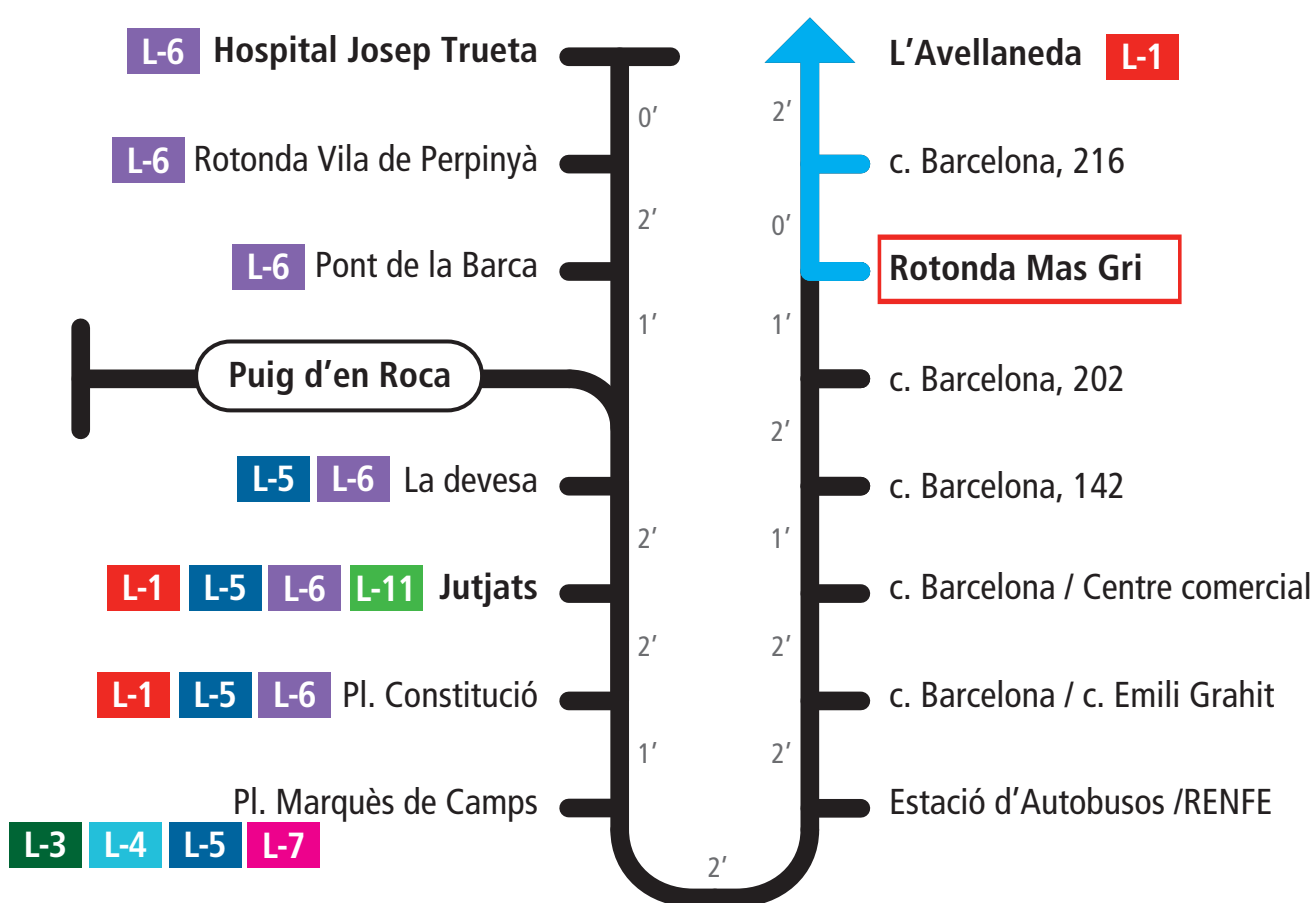 L-6 Hospital Josep Trueta
0'
L-6 Rotonda Vila de Perpinyà
2'
L-6 Pont de la Barca
1'
Puig d'en Roca
L-5 L-6 La devesa
2'
L-1 L-5 L-6 L-11 Jutjats
2'
L-1 L-5 L-6 Pl. Constitució
1'
Pl. Marquès de Camps
L-3 L-4 L-5 L-7
2'
L'Avellaneda L-1
2'
c. Barcelona, 216
0'
Rotonda Mas Gri
1'
c. Barcelona, 202
2'
c. Barcelona, 142
1'
c. Barcelona / Centre comercial
2'
c. Barcelona / c. Emili Grahit
2'
Estació d'Autobusos /RENFE